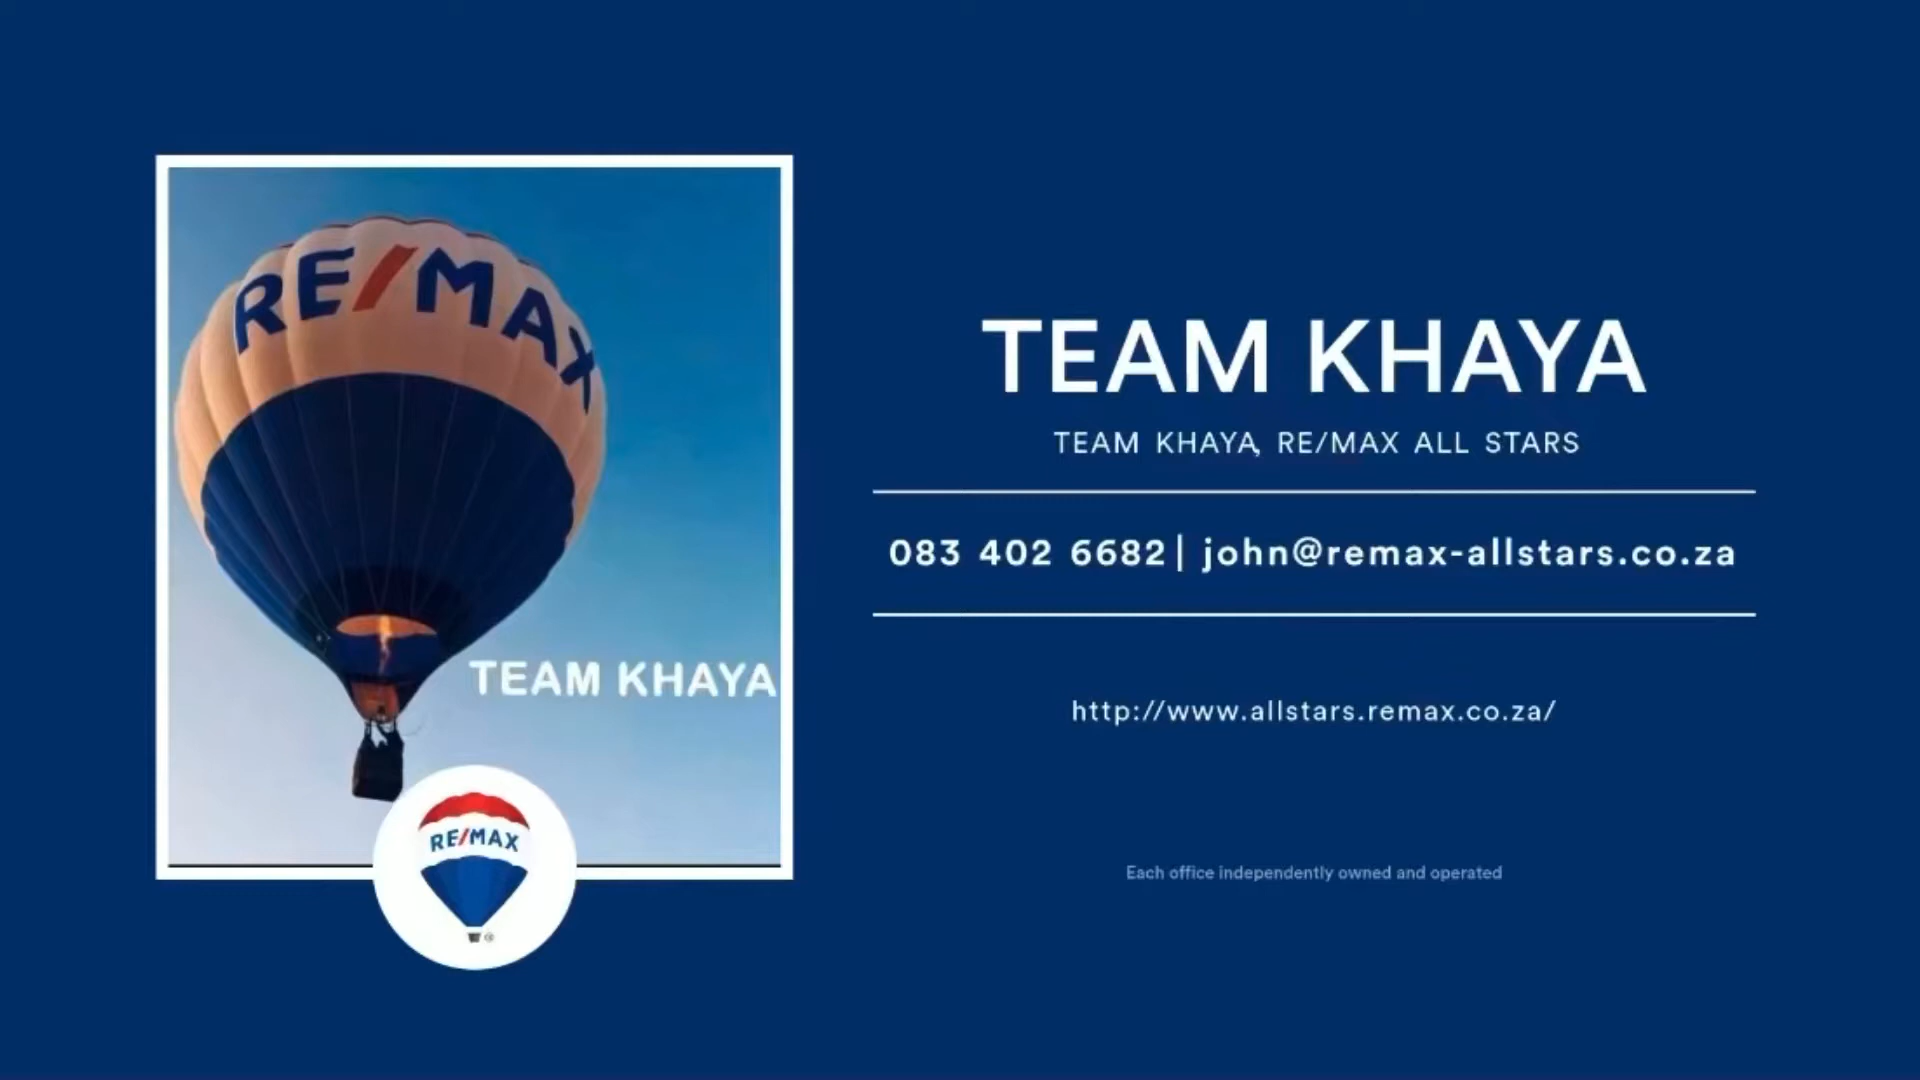 RE/MAX
TEAM KHAYA
RE/MAX
®
TEAM KHAYA
TEAM KHAYA, RE/MAX ALL STARS
083 402 6682 | john@remax-allstars.co.za
http://www.allstars.remax.co.za/
Each office independently owned and operated